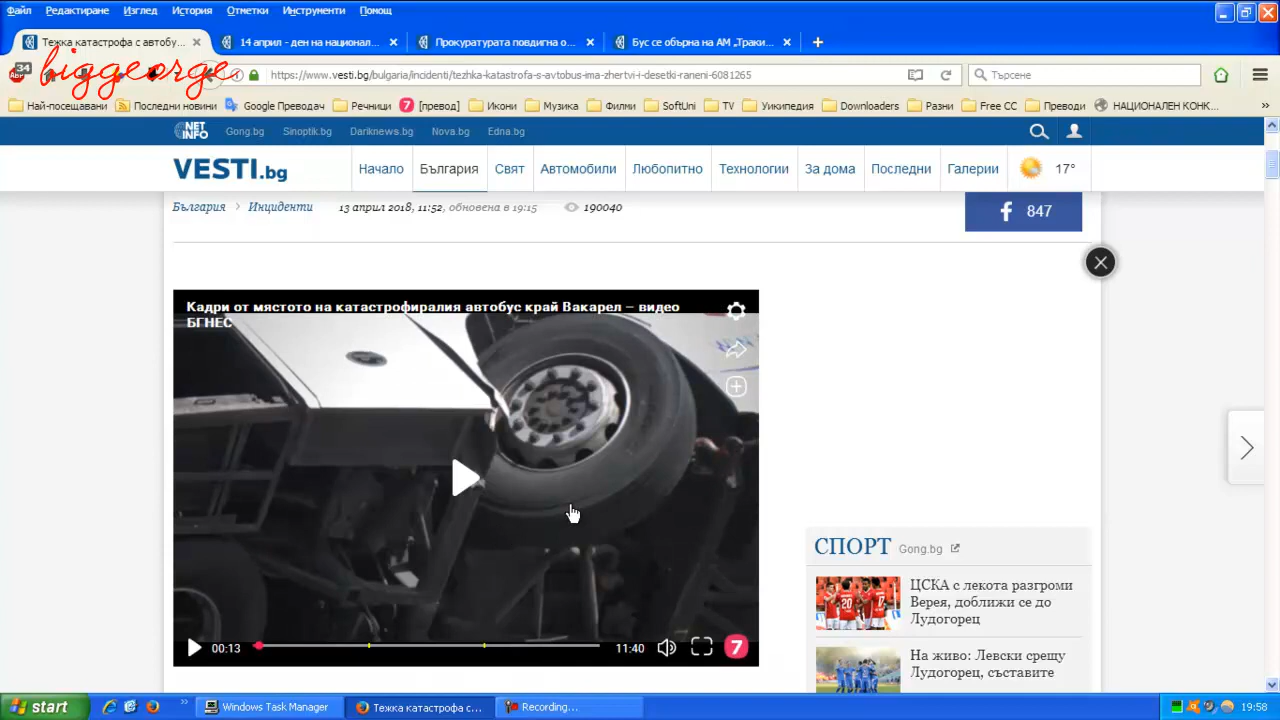 Файл Редактиране Изглед История Отметки Инструменти Помощ
Тежка катастрофа с автобу... 14 април - ден на национал... Прокуратурата повдигна о... Бус се обърна на АМ „Траки...
biggeorge
34
https://www.vesti.bg/bulgaria/incidenti/tezhka-katastrofa-s-avtobus-ima-zhertvi-i-desetki-raneni-6081265 Търсене
Най-посещавани Последни новини Google Преводач Речници 7 [превод] Икони Музика Филми SoftUni TV Уикипедия Downloaders Разни Free CC Преводи НАЦИОНАЛЕН КОНК...
NET INFO Gong.bg Sinoptik.bg Dariknews.bg Nova.bg Edna.bg
VESTI.bg Начало България Свят Автомобили Любопитно Технологии За дома Последни Галерии 17°
България Инциденти 13 април 2018, 11:52, обновена в 19:15 190040
f 847
Кадри от мястото на катастрофиралия автобус край Вакарел – видео
БГНЕС
00:13 11:40 7
СПОРТ Gong.bg
ЦСКА с лекота разгроми
Верея, доближи се до
Лудогорец
На живо: Левски срещу
Лудогорец, съставите
start Windows Task Manager Тежка катастрофа с... Recording... 19:58